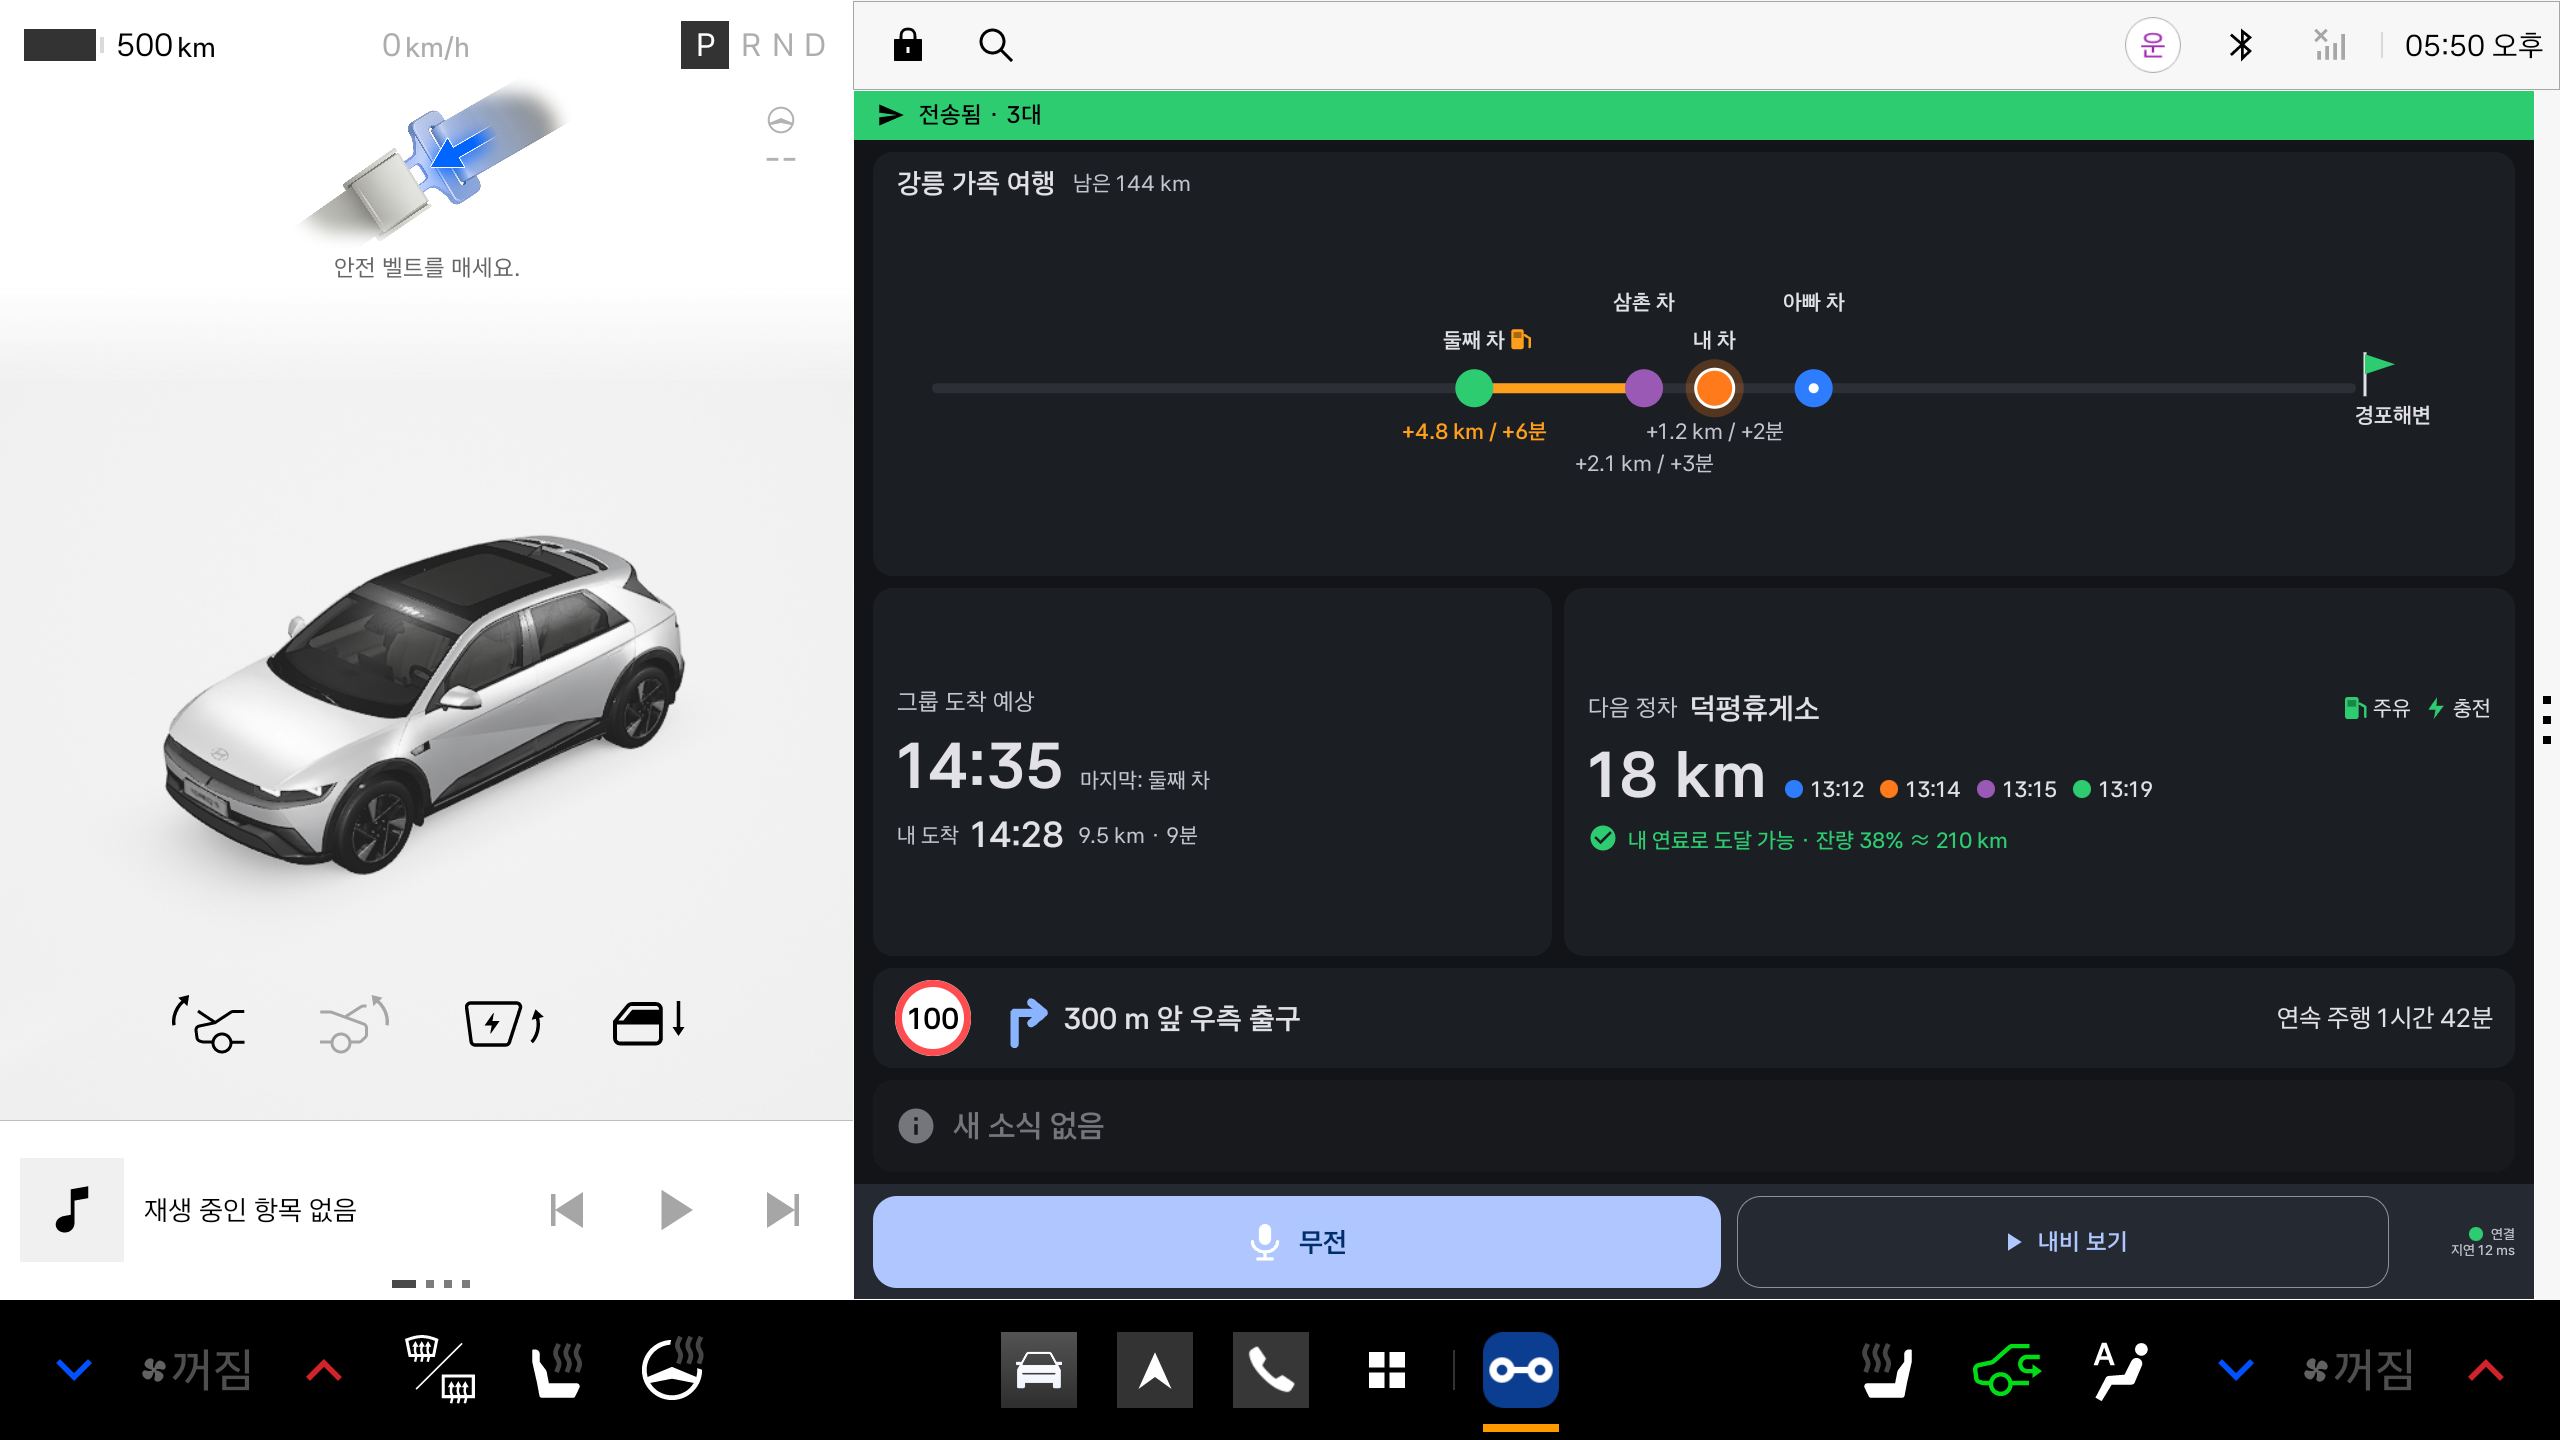 500 km
0 km/h
P R N D
운
05:50 오후
안전 벨트를 매세요.
전송됨 · 3대
강릉 가족 여행 남은 144 km
삼촌 차
아빠 차
둘째 차
내 차
경포해변
+4.8 km / +6분
+1.2 km / +2분
+2.1 km / +3분
그룹 도착 예상
14:35 마지막: 둘째 차
내 도착 14:28 9.5 km · 9분
다음 정차 덕평휴게소
주유 충전
18 km 13:12 13:14 13:15 13:19
내 연료로 도달 가능 · 잔량 38% ≈ 210 km
100
300 m 앞 우측 출구
연속 주행 1시간 42분
새 소식 없음
재생 중인 항목 없음
무전
내비 보기
연결
지연 12 ms
꺼짐
A
꺼짐